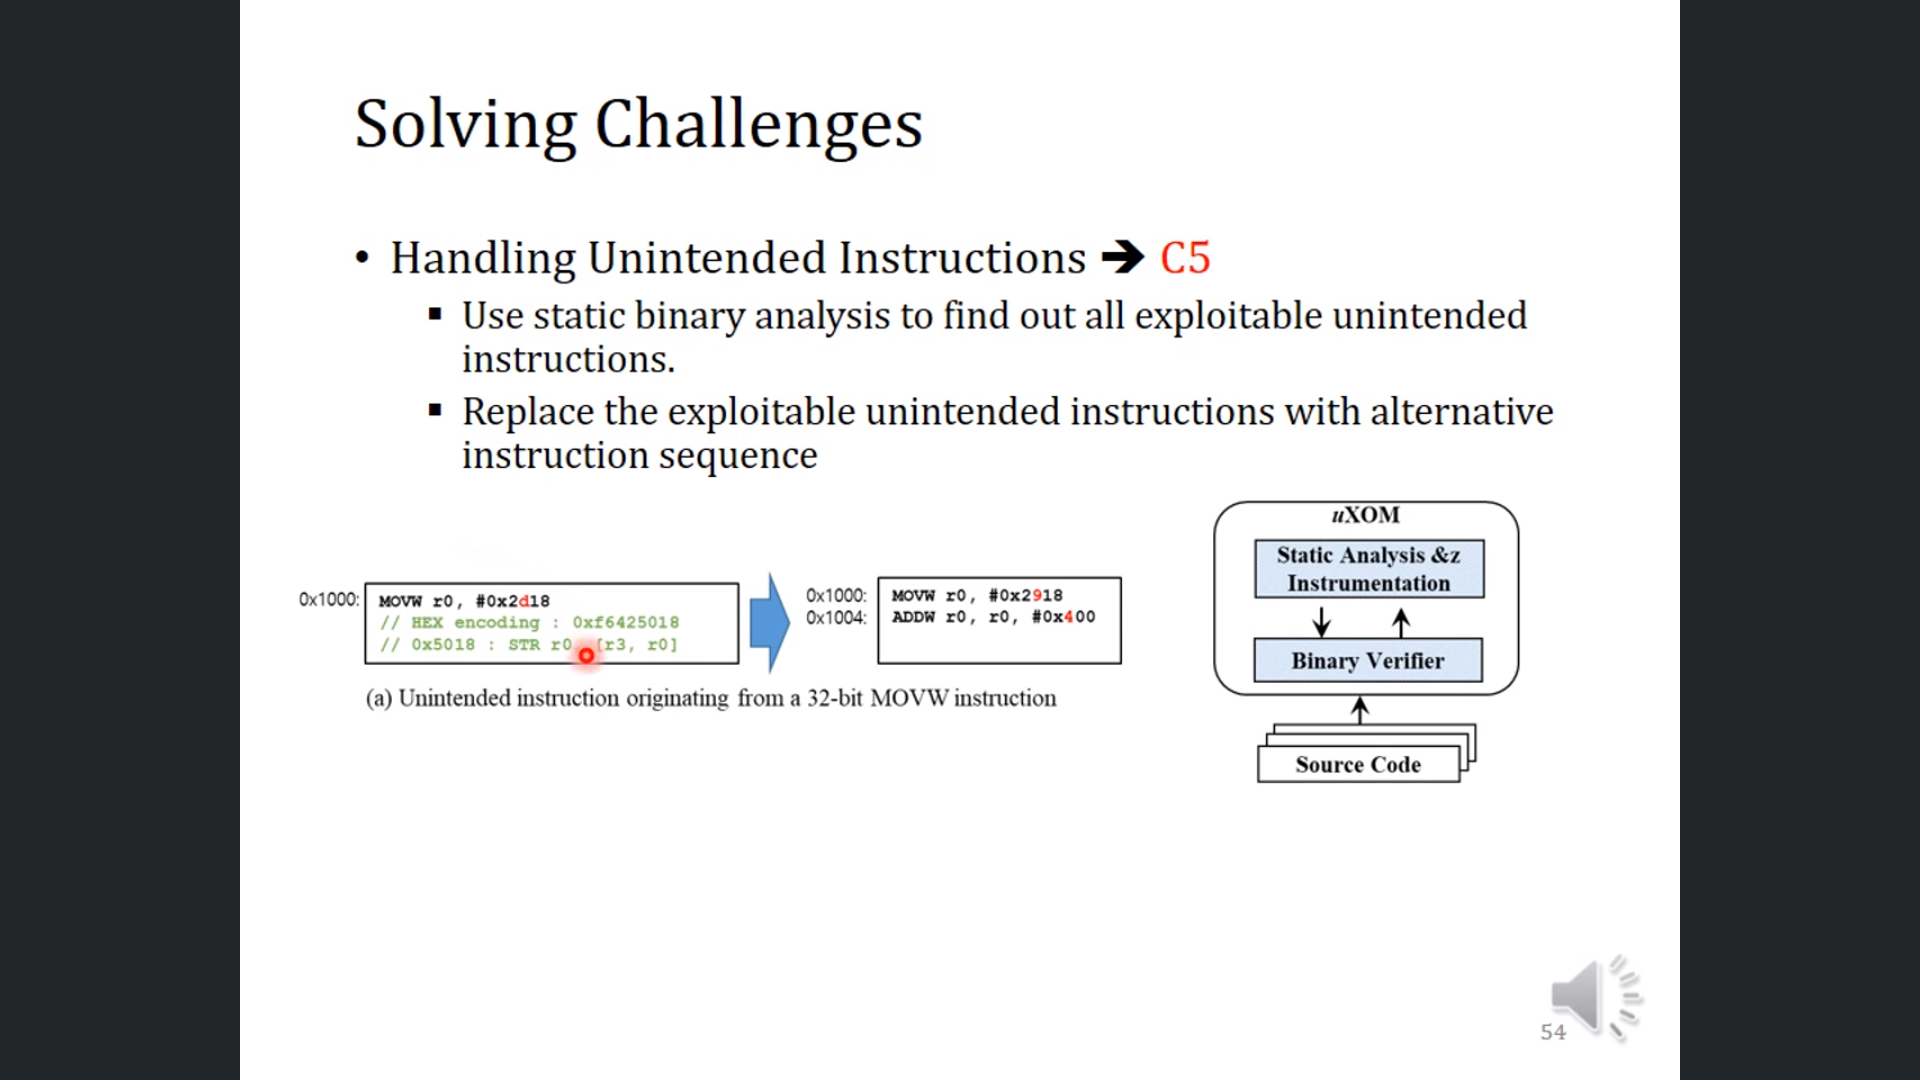 Solving Challenges
• Handling Unintended Instructions ➔ C5
▪ Use static binary analysis to find out all exploitable unintended
instructions.
▪ Replace the exploitable unintended instructions with alternative
instruction sequence
0x1000:
MOVW r0, #0x2d18
// HEX encoding : 0xf6425018
// 0x5018 : STR r0 [r3, r0]
0x1000:
0x1004:
MOVW r0, #0x2918
ADDW r0, r0, #0x400
(a) Unintended instruction originating from a 32-bit MOVW instruction
uXOM
Static Analysis &z
Instrumentation
Binary Verifier
Source Code
54